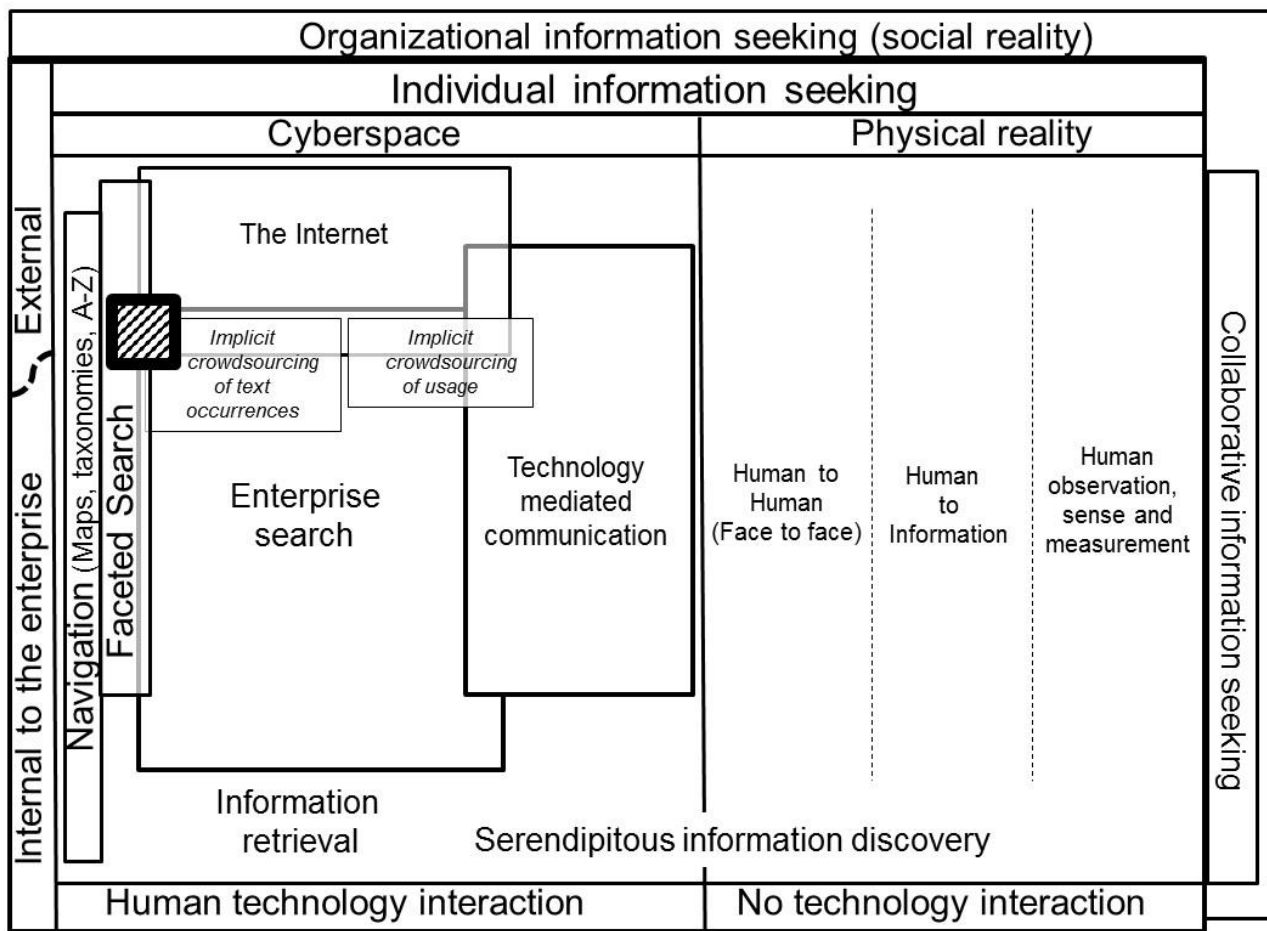 Organizational information seeking (social reality)
Individual information seeking
Cyberspace
Physical reality
External
Internal to the enterprise
Navigation (Maps, taxonomies, A-Z)
Faceted Search
The Internet
Implicit
crowdsourcing
of text
occurrences
Implicit
crowdsourcing
of usage
Enterprise
search
Technology
mediated
communication
Human to
Human
(Face to face)
Human
to
Information
Human
observation,
sense and
measurement
Collaborative information seeking
Information
retrieval
Serendipitous information discovery
Human technology interaction
No technology interaction